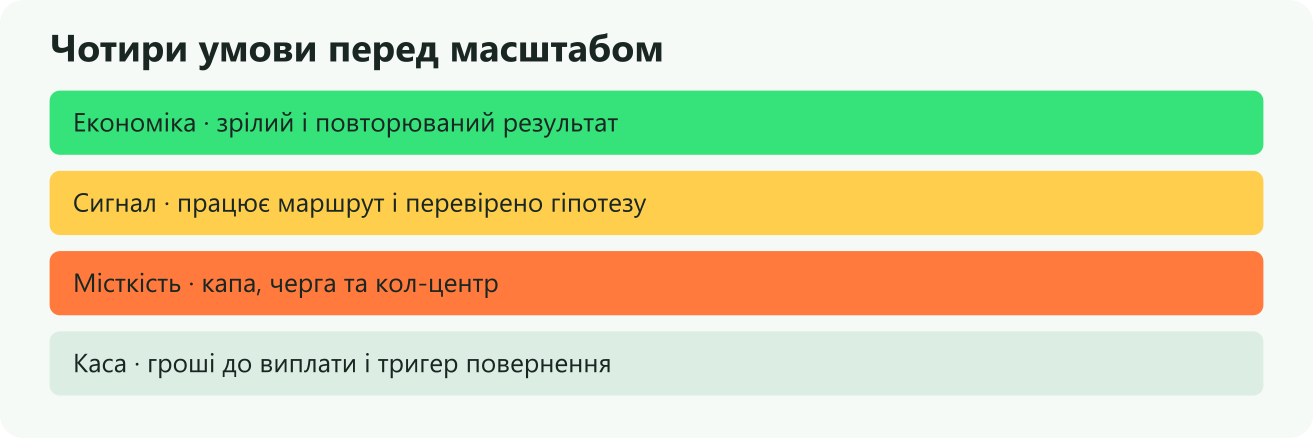 Чотири умови перед масштабом
Економіка · зрілий і повторюваний результат
Сигнал · працює маршрут і перевірено гіпотезу
Місткість · капа, черга та кол-центр
Каса · гроші до виплати і тригер повернення